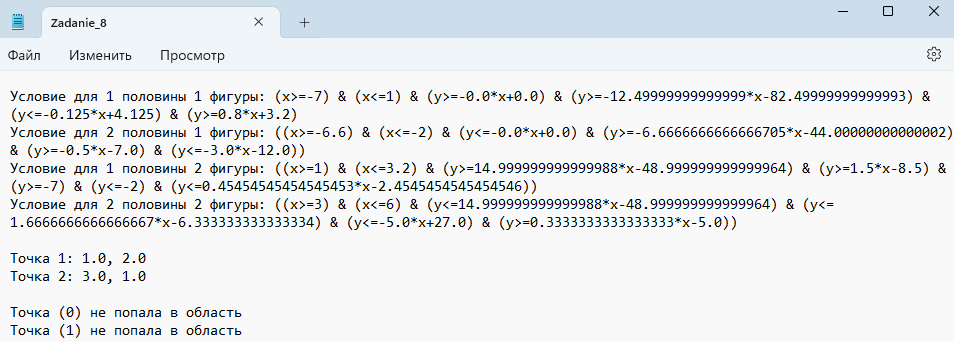 Zadanie_8
Файл Изменить Просмотр
Условие для 1 половины 1 фигуры: (x>=-7) & (x<=1) & (y>=-0.0*x+0.0) & (y>=-12.49999999999999*x-82.49999999999993) &
(y<=-0.125*x+4.125) & (y>=0.8*x+3.2)
Условие для 2 половины 1 фигуры: ((x>=-6.6) & (x<=-2) & (y<=-0.0*x+0.0) & (y>=-6.6666666666666705*x-44.00000000000002)
& (y>=-0.5*x-7.0) & (y<=-3.0*x-12.0))
Условие для 1 половины 2 фигуры: ((x>=1) & (x<=3.2) & (y>=14.999999999999988*x-48.999999999999964) & (y>=1.5*x-8.5) &
(y>=-7) & (y<=-2) & (y<=0.45454545454545453*x-2.4545454545454546))
Условие для 2 половины 2 фигуры: ((x>=3) & (x<=6) & (y<=14.999999999999988*x-48.999999999999964) & (y<=
1.6666666666666667*x-6.333333333333334) & (y<=-5.0*x+27.0) & (y>=0.3333333333333333*x-5.0))
Точка 1: 1.0, 2.0
Точка 2: 3.0, 1.0
Точка (0) не попала в область
Точка (1) не попала в область